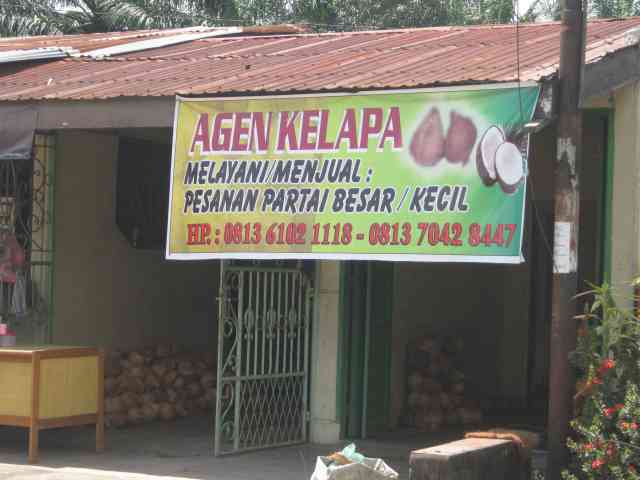 AGEN KELAPA
MELAYANI/MENJUAL :
PESANAN PARTAI BESAR / KECIL
HP. : 0813 6102 1118 - 0813 7042 8447